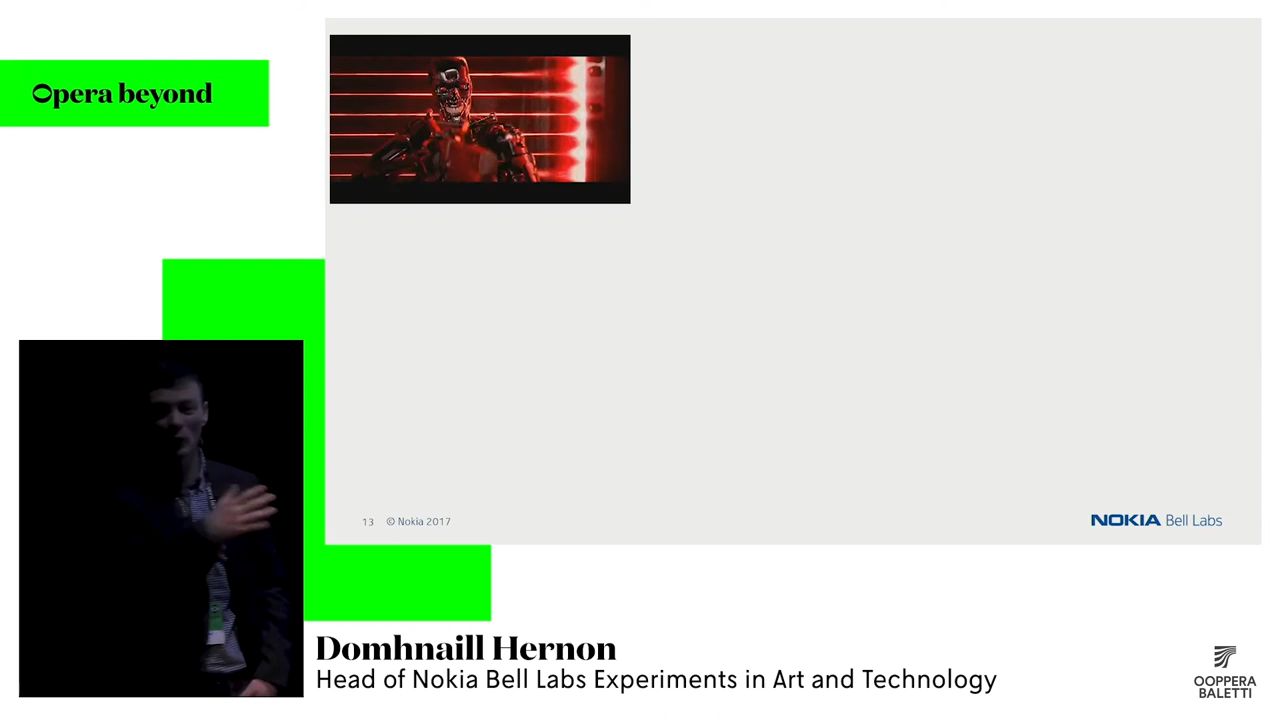 Opera beyond
13 © Nokia 2017
NOKIA Bell Labs
Domhnaill Hernon
Head of Nokia Bell Labs Experiments in Art and Technology
OOPPERA
BALETTI